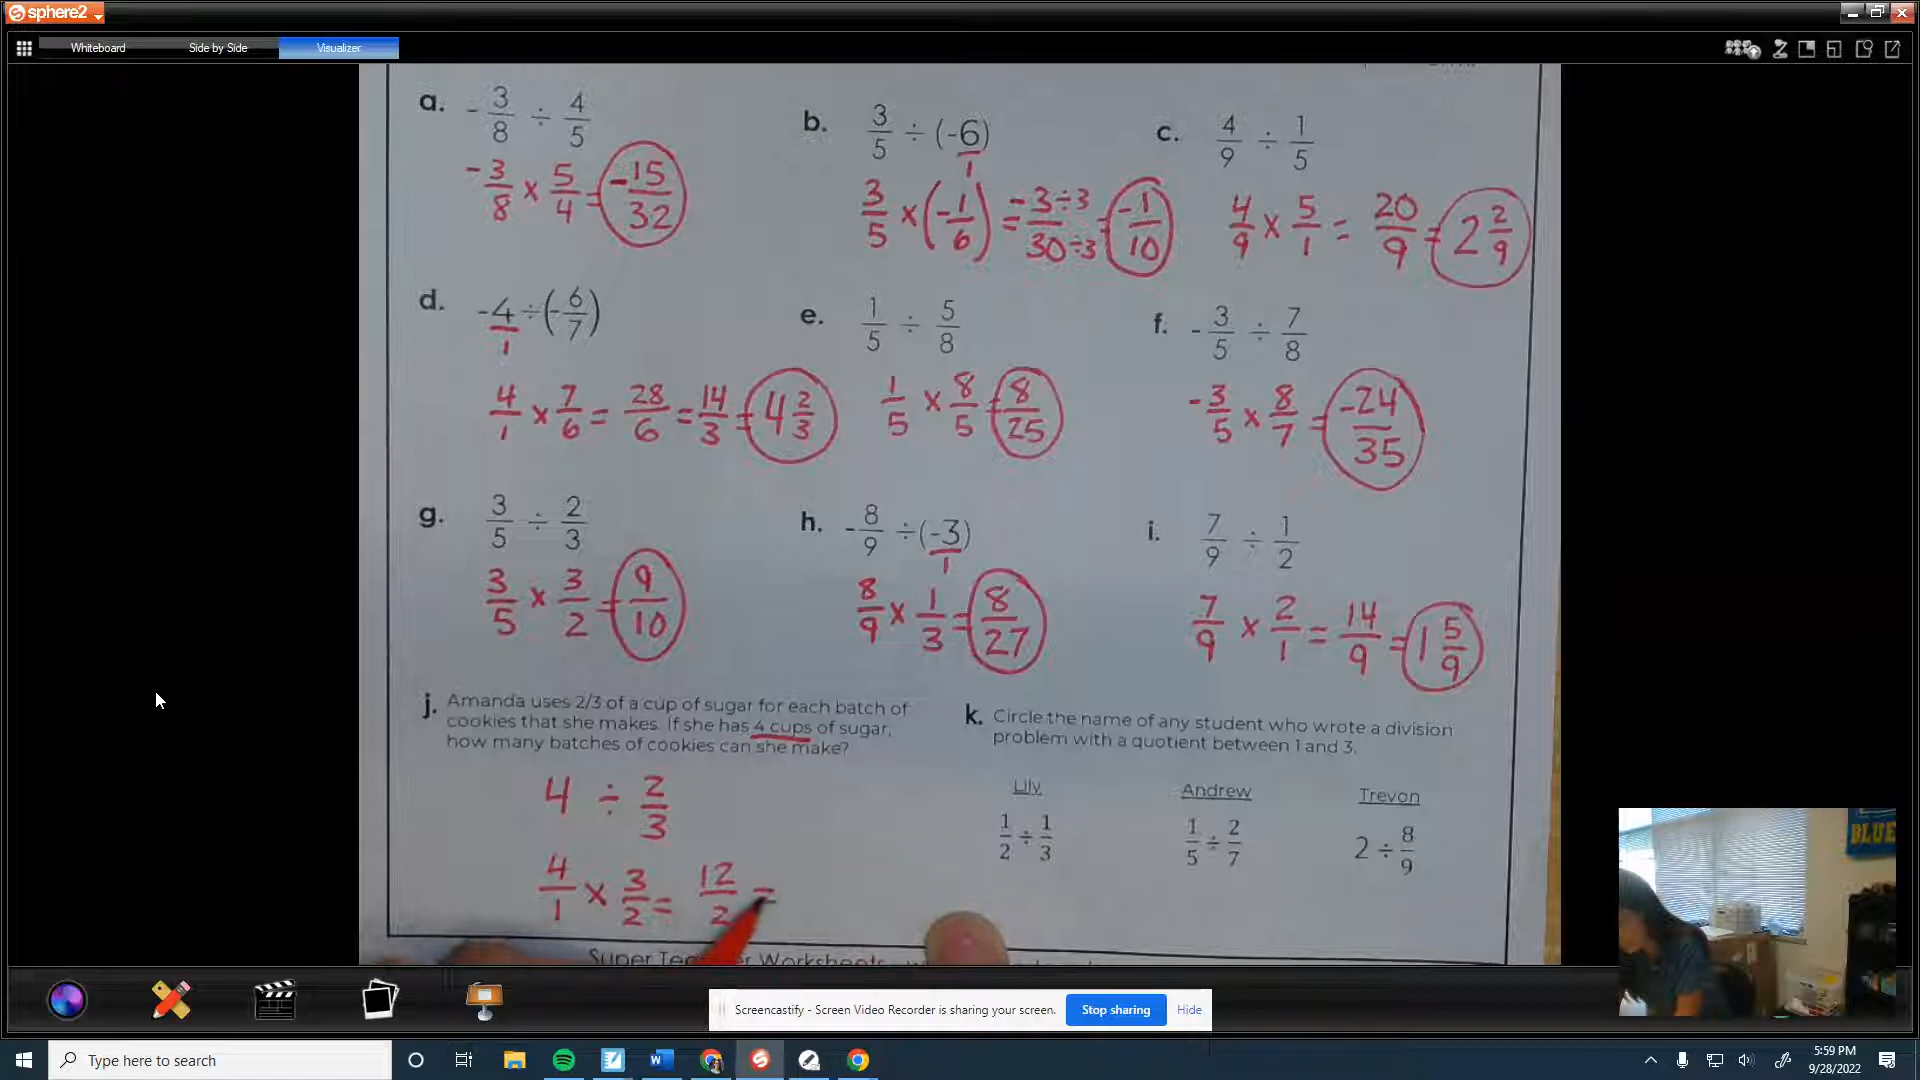 sphere2
Whiteboard Side by Side Visualizer
a. - 3/8 ÷ 4/5
-3/8 × 5/4 = -15/32
b. 3/5 ÷ (-6)
1
3/5 × (-1/6) = -3÷3/30÷3 = -1/10
c. 4/9 ÷ 1/5
4/9 × 5/1 = 20/9 = 2 2/9
d. -4 ÷ (-6/7)
1
4/1 × 7/6 = 28/6 = 14/3 = 4 2/3
e. 1/5 ÷ 5/8
1/5 × 8/5 = 8/25
f. - 3/5 ÷ 7/8
-3/5 × 8/7 = -24/35
g. 3/5 ÷ 2/3
3/5 × 3/2 = 9/10
h. - 8/9 ÷ (-3)
1
8/9 × 1/3 = 8/27
i. 7/9 ÷ 1/2
7/9 × 2/1 = 14/9 = 1 5/9
j. Amanda uses 2/3 of a cup of sugar for each batch of
cookies that she makes. If she has 4 cups of sugar,
how many batches of cookies can she make?
4 ÷ 2/3
4/1 × 3/2 = 12/2 =
k. Circle the name of any student who wrote a division
problem with a quotient between 1 and 3.
Lily Andrew Trevon
1/2 ÷ 1/3 1/5 ÷ 2/7 2 ÷ 8/9
Super Worksheets
BLUE
Screencastify - Screen Video Recorder is sharing your screen. Stop sharing Hide
Type here to search
5:59 PM
9/28/2022